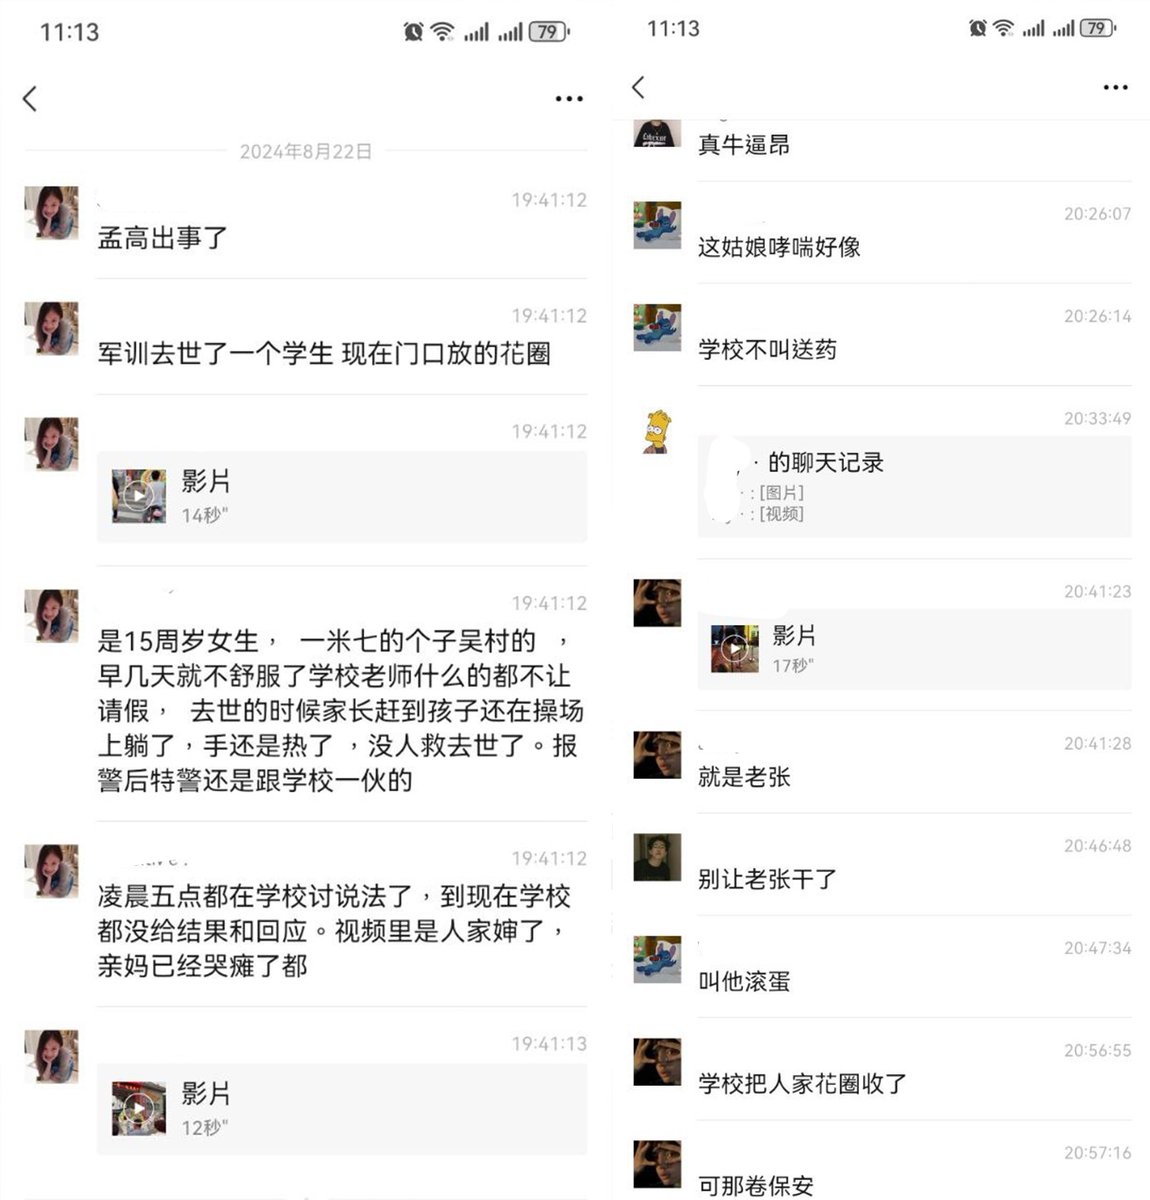 11:13
79
2024年8月22日
19:41:12
孟高出事了
19:41:12
军训去世了一个学生 现在门口放的花圈
19:41:12
影片
14秒"
19:41:12
是15周岁女生， 一米七的个子吴村的 ，
早几天就不舒服了学校老师什么的都不让
请假， 去世的时候家长赶到孩子还在操场
上躺了，手还是热了 ，没人救去世了。报
警后特警还是跟学校一伙的
19:41:12
凌晨五点都在学校讨说法了，到现在学校
都没给结果和回应。视频里是人家婶了，
亲妈已经哭瘫了都
19:41:13
影片
12秒"
11:13
79
真牛逼昂
20:26:07
这姑娘哮喘好像
20:26:14
学校不叫送药
20:33:49
的聊天记录
: [图片]
: [视频]
20:41:23
影片
17秒"
20:41:28
就是老张
20:46:48
别让老张干了
20:47:34
叫他滚蛋
20:56:55
学校把人家花圈收了
20:57:16
可那卷保安